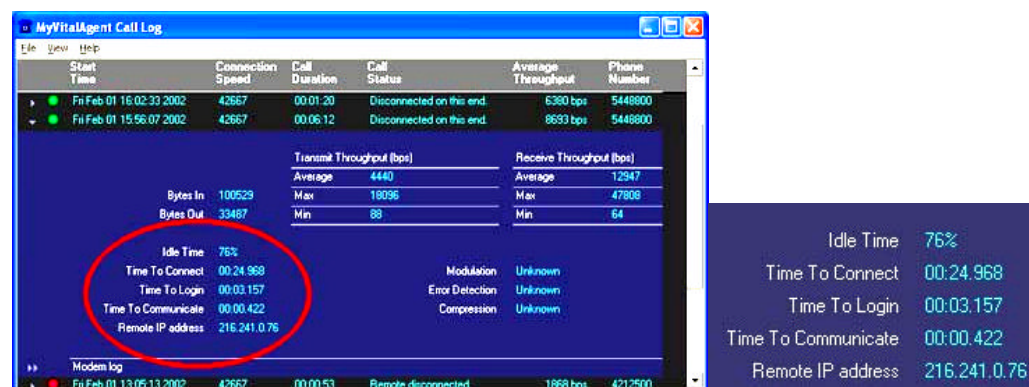 MyVitalAgent Call Log
File View Help
Start Time Connection Speed Call Duration Call Status Average Throughput Phone Number
Fri Feb 01 16:02:33 2002 42667 00:01:20 Disconnected on this end. 6380 bps 5448800
Fri Feb 01 15:56:07 2002 42667 00:06:12 Disconnected on this end. 8693 bps 5448800
Transmit Throughput (bps) Receive Throughput (bps)
Average 4440 Average 12947
Bytes In 100529 Max 18096 Max 47808
Bytes Out 33487 Min 88 Min 64
Idle Time 76%
Time To Connect 00:24.968 Modulation Unknown
Time To Login 00:03.157 Error Detection Unknown
Time To Communicate 00:00.422 Compression Unknown
Remote IP address 216.241.0.76
Modem log
Fri Feb 01 13:05:13 2002 42667 00:00:53 Remote disconnected 1868 bps 4212500
Idle Time 76%
Time To Connect 00:24.968
Time To Login 00:03.157
Time To Communicate 00:00.422
Remote IP address 216.241.0.76